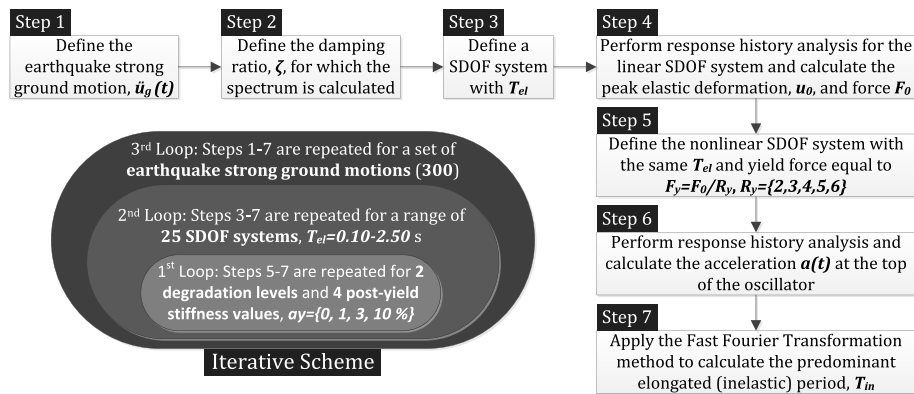 Step 1
Define the
earthquake strong
ground motion, üg(t)
Step 2
Define the damping
ratio, ζ, for which the
spectrum is calculated
Step 3
Define a
SDOF system
with Tel
Step 4
Perform response history analysis for the
linear SDOF system and calculate the
peak elastic deformation, u0, and force F0
Step 5
Define the nonlinear SDOF system with
the same Tel and yield force equal to
Fy=F0/Ry, Ry={2,3,4,5,6}
Step 6
Perform response history analysis and
calculate the acceleration a(t) at the top
of the oscillator
Step 7
Apply the Fast Fourier Transformation
method to calculate the predominant
elongated (inelastic) period, Tin
3rd Loop: Steps 1-7 are repeated for a set of
earthquake strong ground motions (300)
2nd Loop: Steps 3-7 are repeated for a range of
25 SDOF systems, Tel=0.10-2.50 s
1st Loop: Steps 5-7 are repeated for 2
degradation levels and 4 post-yield
stiffness values, ay={0, 1, 3, 10 %}
Iterative Scheme